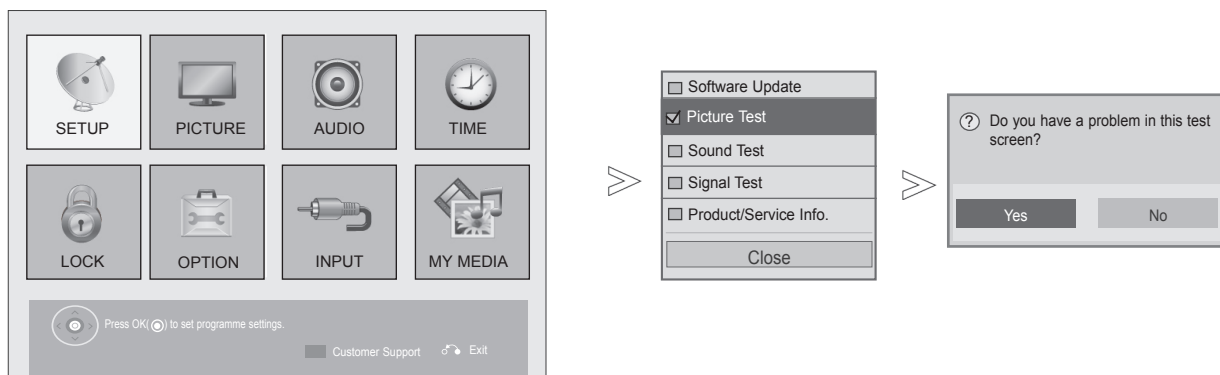 SETUP
PICTURE
AUDIO
TIME
LOCK
OPTION
INPUT
MY MEDIA
Press OK(◉) to set programme settings.
Customer Support Exit
Software Update
Picture Test
Sound Test
Signal Test
Product/Service Info.
Close
? Do you have a problem in this test
screen?
Yes
No